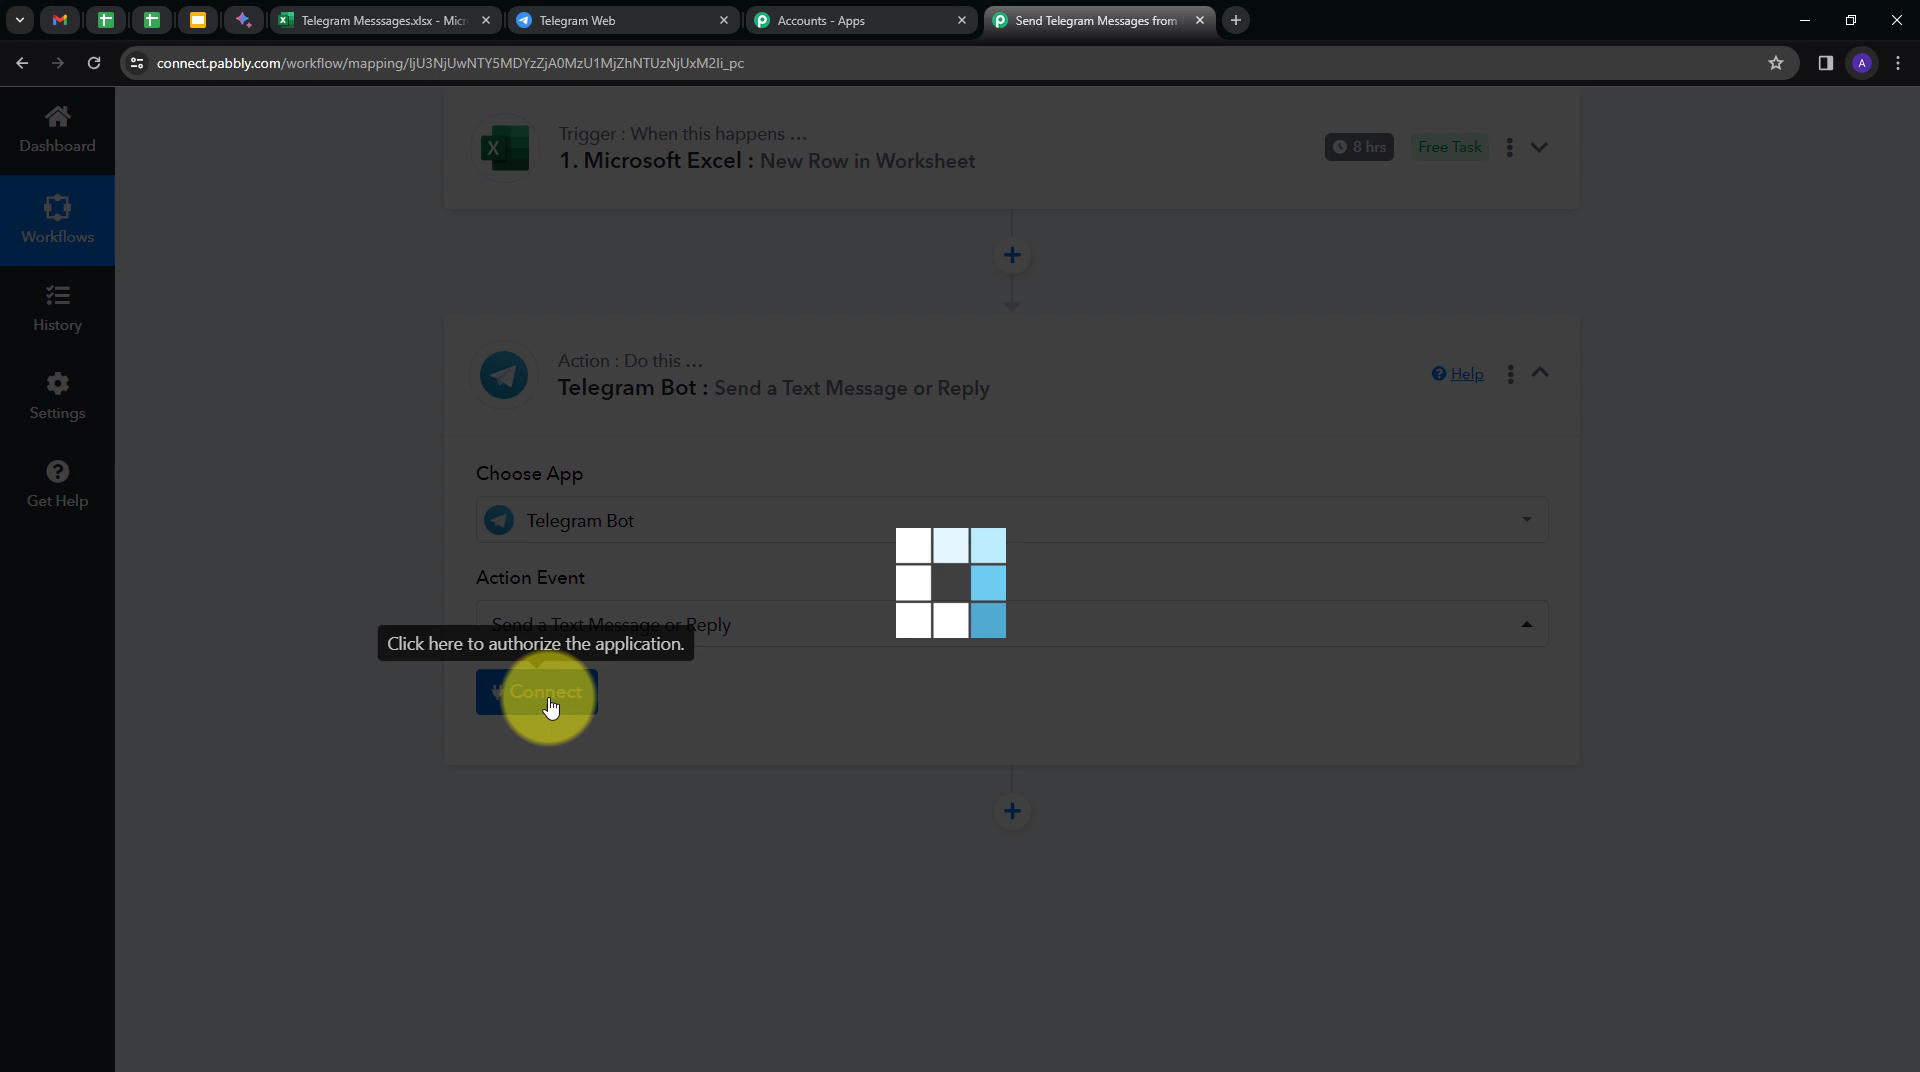 Telegram Messsages.xlsx - Micr
Telegram Web
Accounts - Apps
Send Telegram Messages from
connect.pabbly.com/workflow/mapping/IjU3NjUwNTY5MDYzZjA0MzU1MjZhNTUzNjUxM2Ii_pc
A
Dashboard
Workflows
History
Settings
Get Help
Trigger : When this happens ...
1. Microsoft Excel : New Row in Worksheet
8 hrs
Free Task
Action : Do this ...
Telegram Bot : Send a Text Message or Reply
Help
Choose App
Telegram Bot
Action Event
Send a Text Message or Reply
Click here to authorize the application.
Connect